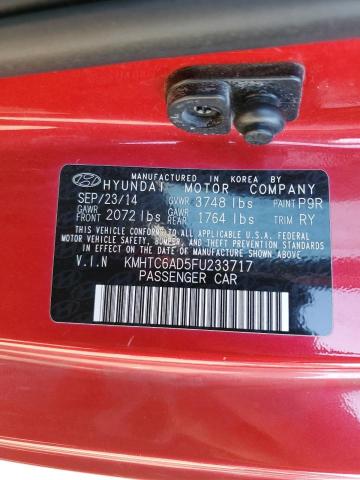 MANUFACTURED IN KOREA BY
HYUNDAI MOTOR COMPANY
SEP/23/14 GVWR 3748 lbs PAINT P9R
GAWR FRONT 2072 lbs GAWR REAR 1764 lbs TRIM RY
THIS VEHICLE CONFORMS TO ALL APPLICABLE U.S. FEDERAL MOTOR VEHICLE SAFETY, BUMPER, AND THEFT PREVENTION STANDARDS IN EFFECT ON THE DATE OF MANUFACTURE SHOWN ABOVE.
V.I.N KMHTC6AD5FU233717
PASSENGER CAR